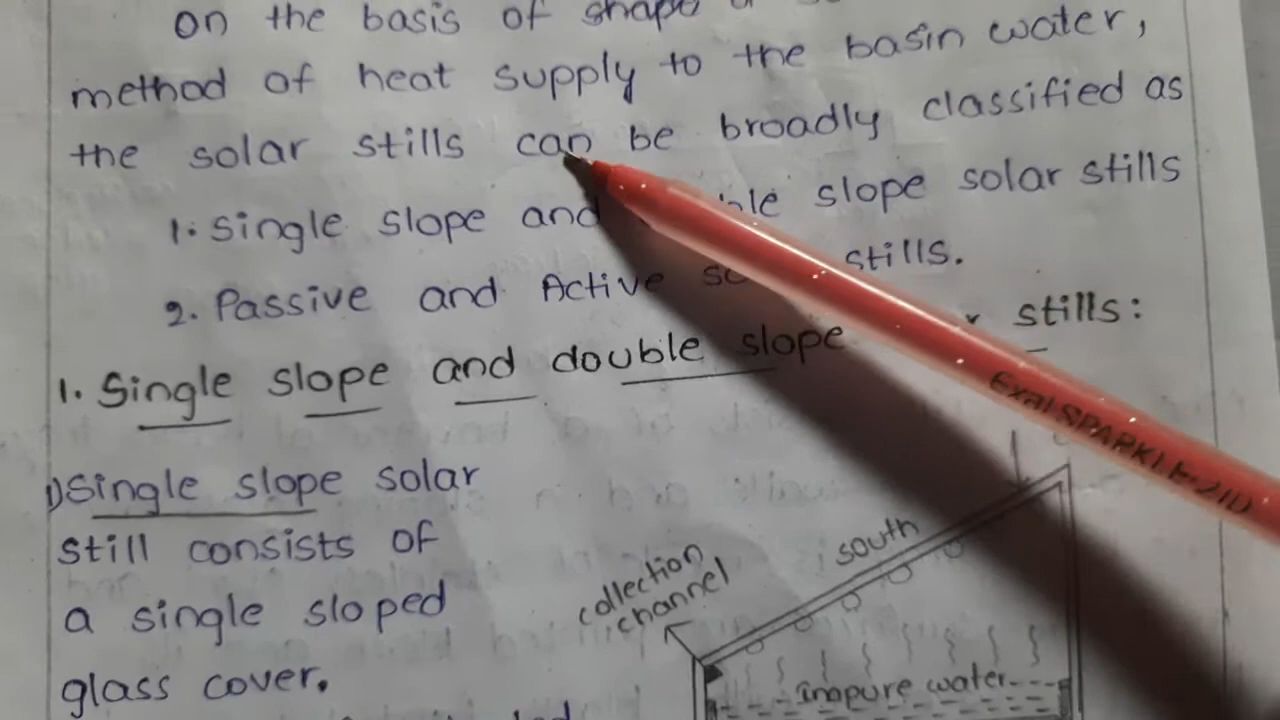 on the basis of shape
method of heat supply to the basin water,
the solar stills can be broadly classified as
1. Single slope and slope solar stills
2. Passive and Active stills.
1. Single slope and double slope stills:
1) Single slope solar
still consists of
a single sloped
glass cover.
collection
channel
south
impure water
Exal SPARKLE-21D